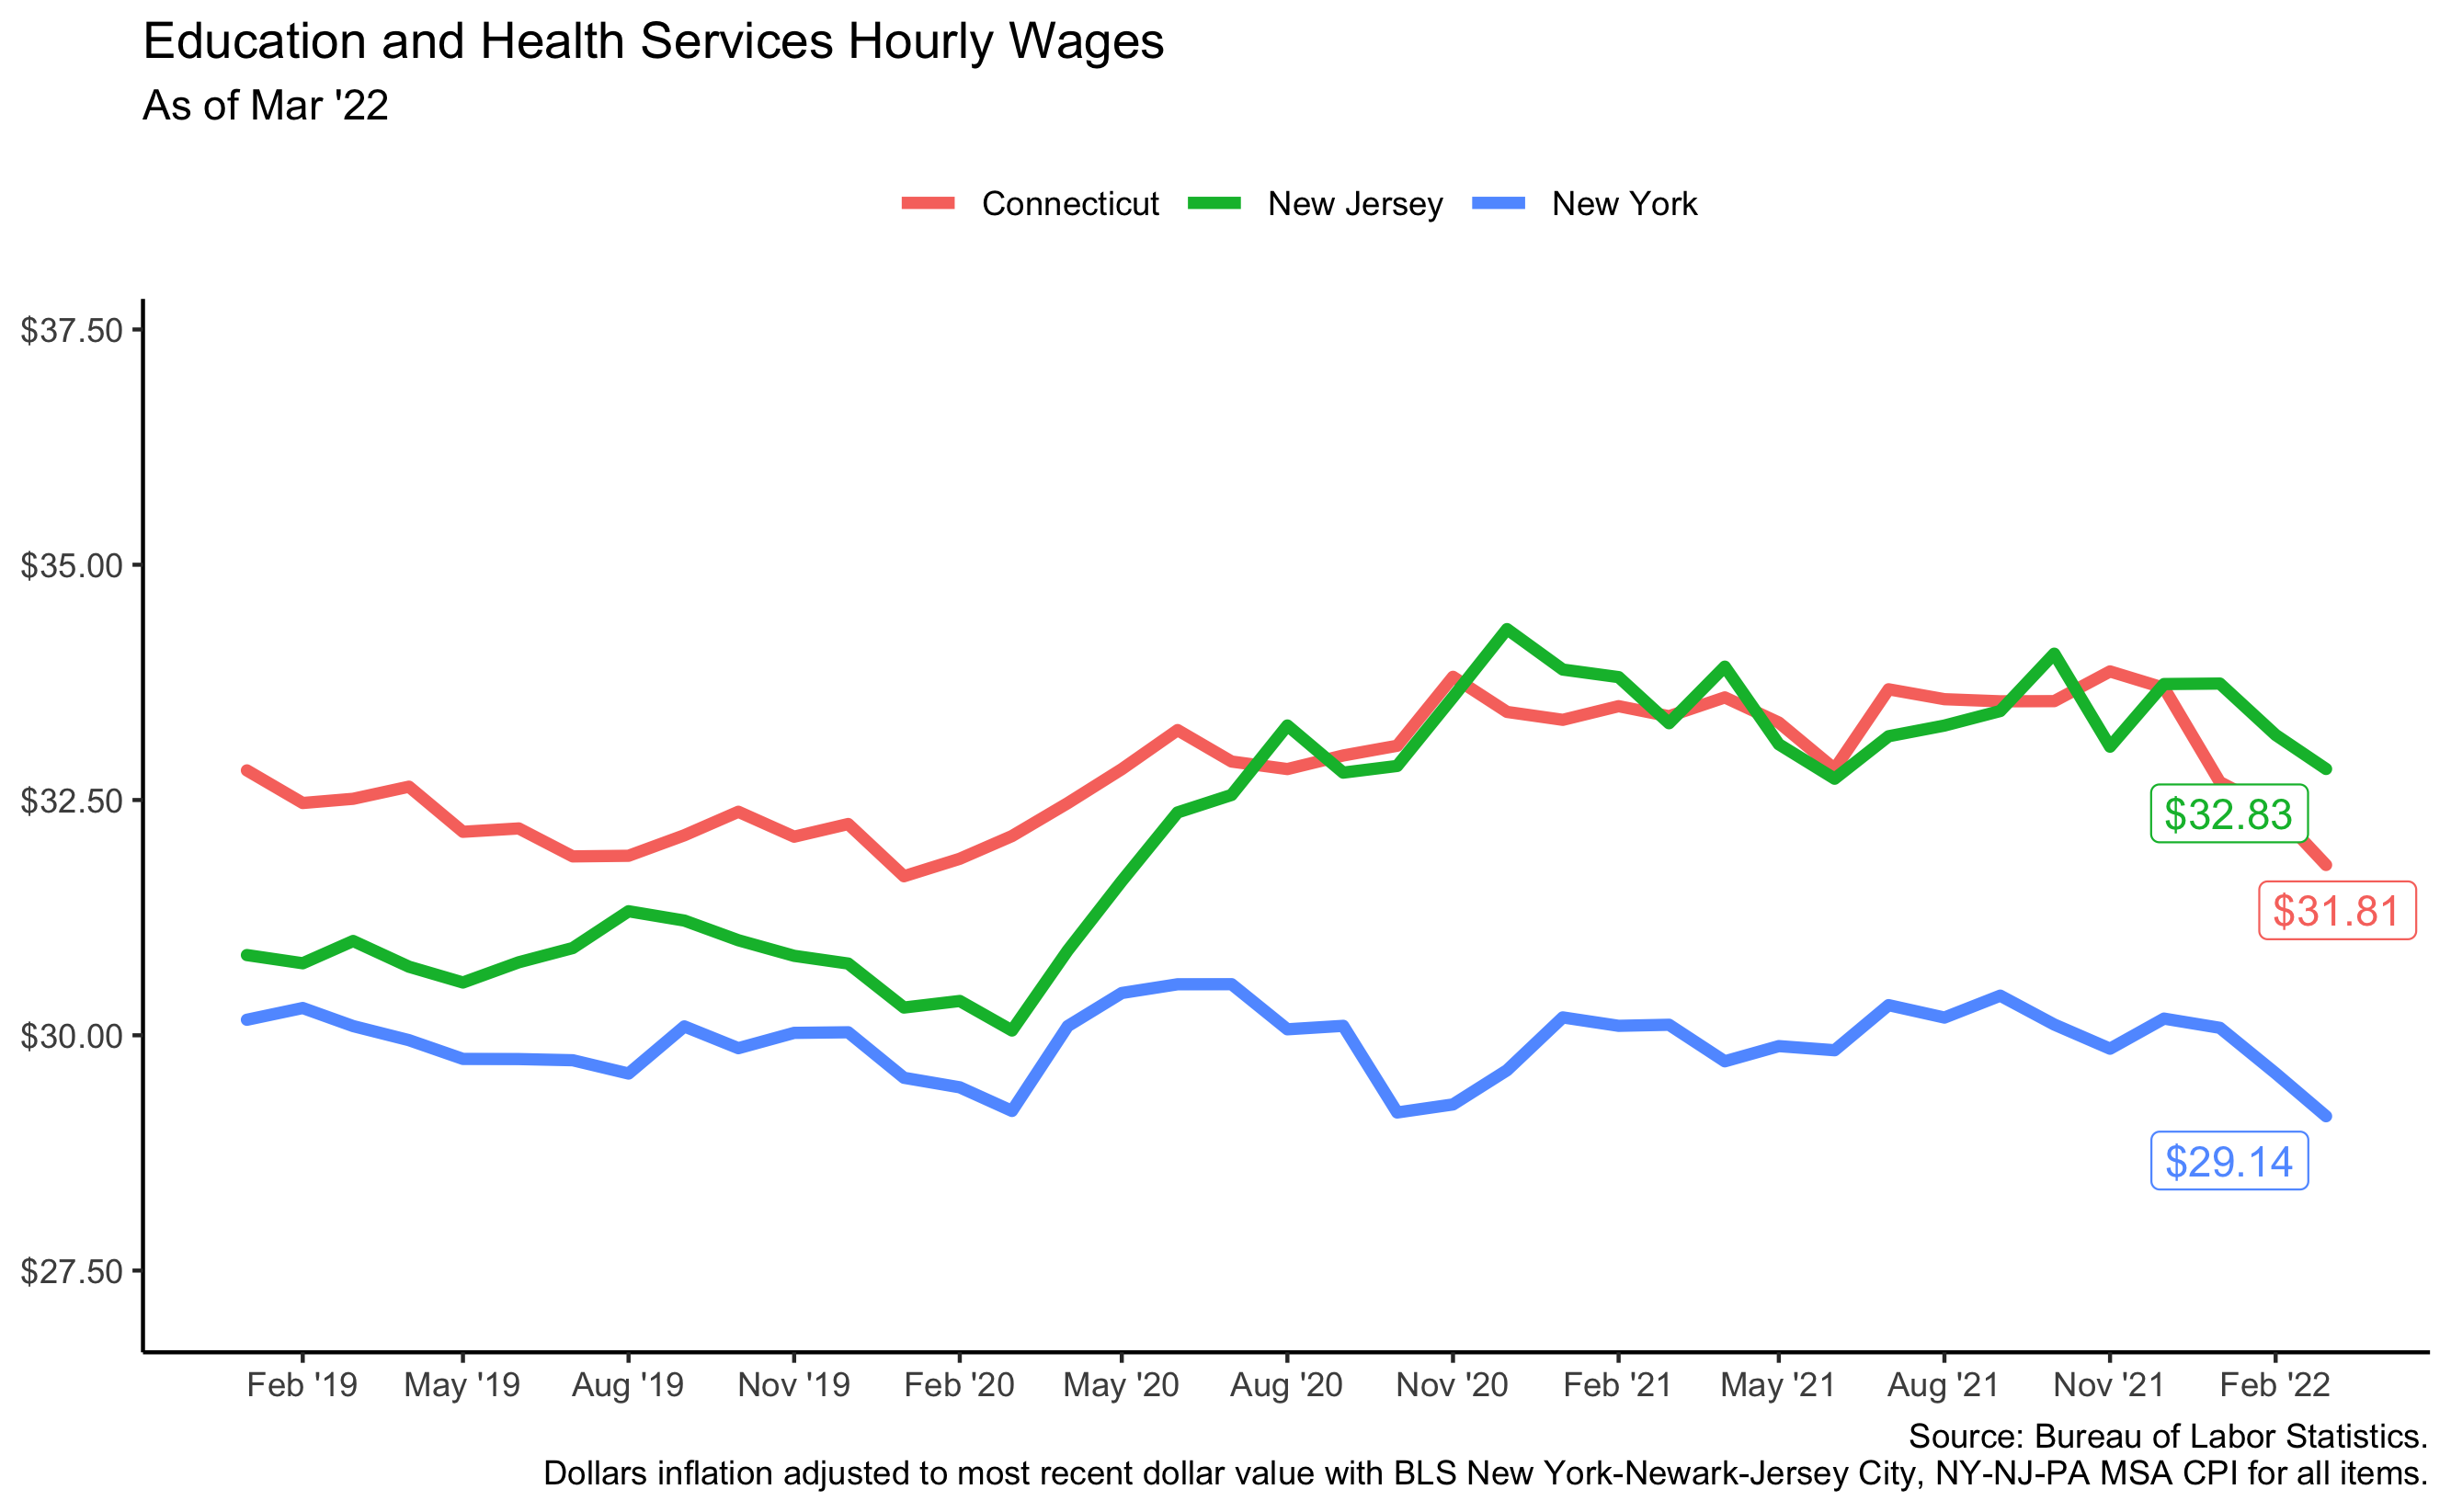 Education and Health Services Hourly Wages
As of Mar '22
Connecticut New Jersey New York
$37.50
$35.00
$32.50
$30.00
$27.50
$32.83
$31.81
$29.14
Feb '19 May '19 Aug '19 Nov '19 Feb '20 May '20 Aug '20 Nov '20 Feb '21 May '21 Aug '21 Nov '21 Feb '22
Source: Bureau of Labor Statistics.
Dollars inflation adjusted to most recent dollar value with BLS New York-Newark-Jersey City, NY-NJ-PA MSA CPI for all items.